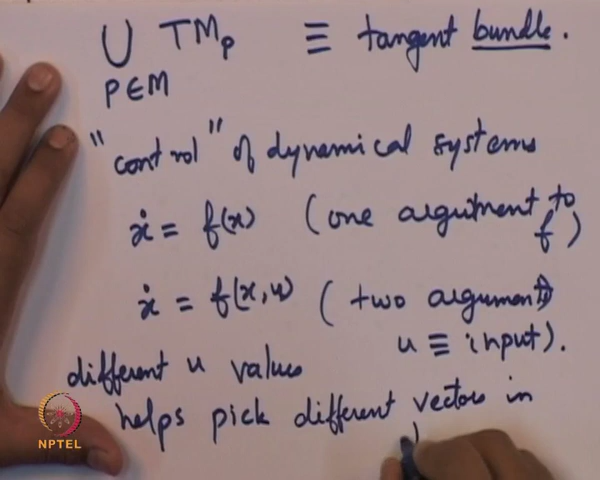 ⋃ TMₚ ≡ tangent bundle.
p∈M
"control" of dynamical systems
ẋ = f(x) (one argument to f)
ẋ = f(x,u) (two arguments
u ≡ input).
different u values
helps pick different vectors in
NPTEL